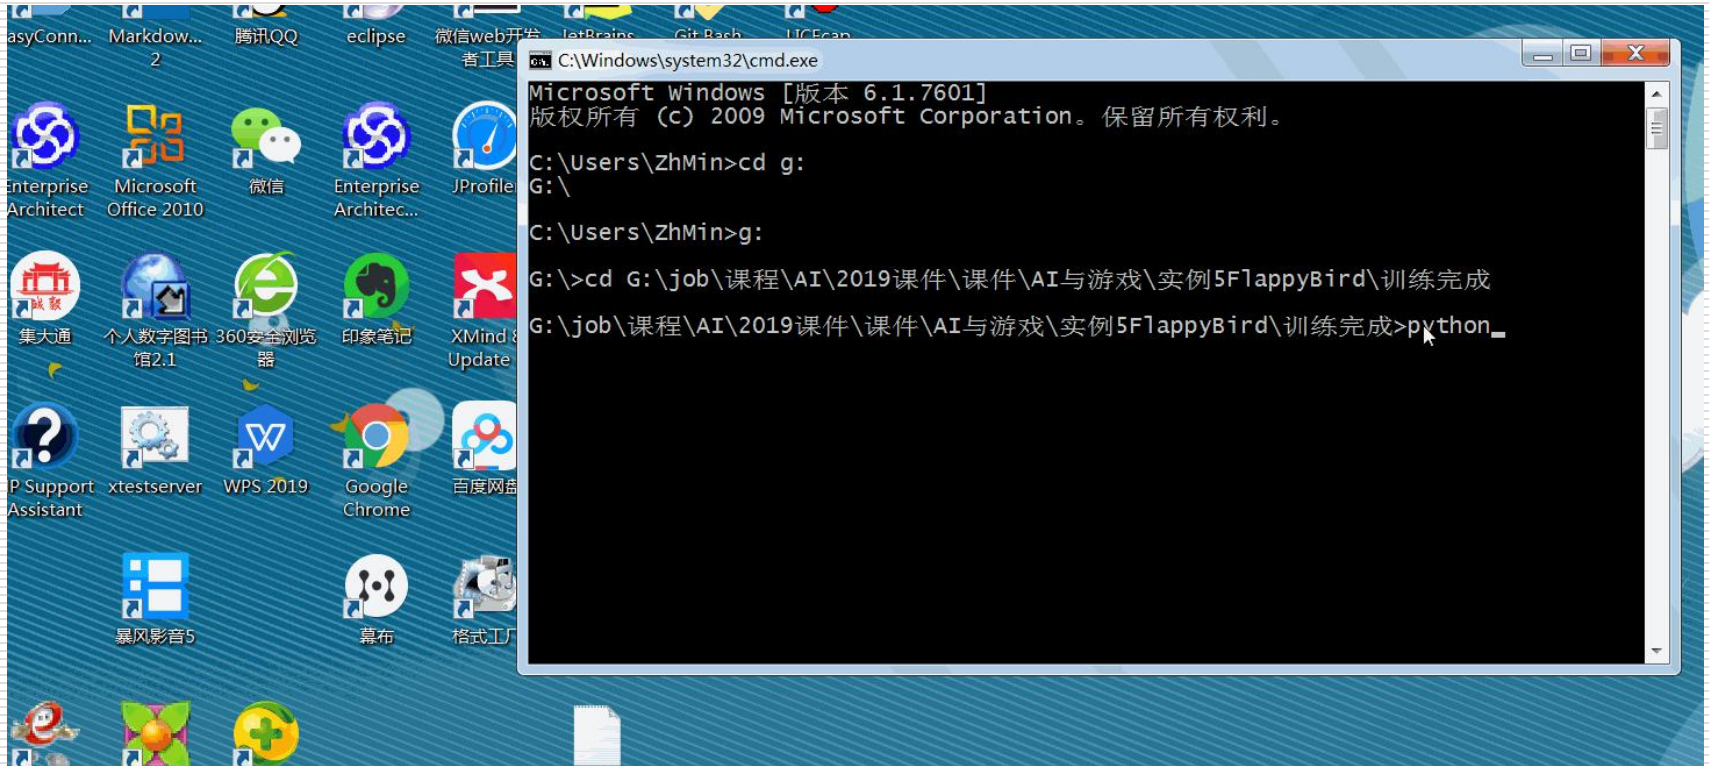 asyConn...
Markdow...
2
腾讯QQ
eclipse
微信web开发
者工具
JetBrains
Git Bash
Enterprise
Architect
Microsoft
Office 2010
微信
Enterprise
Architec...
JProfiler
集大通
个人数字图书
馆2.1
360安全浏览
器
印象笔记
XMind 8
Update
P Support
Assistant
xtestserver
WPS 2019
Google
Chrome
百度网盘
暴风影音5
幕布
格式工厂
C:\Windows\system32\cmd.exe
Microsoft Windows [版本 6.1.7601]
版权所有 (c) 2009 Microsoft Corporation。保留所有权利。
C:\Users\ZhMin>cd g:
G:\
C:\Users\ZhMin>g:
G:\>cd G:\job\课程\AI\2019课件\课件\AI与游戏\实例5FlappyBird\训练完成
G:\job\课程\AI\2019课件\课件\AI与游戏\实例5FlappyBird\训练完成>python_